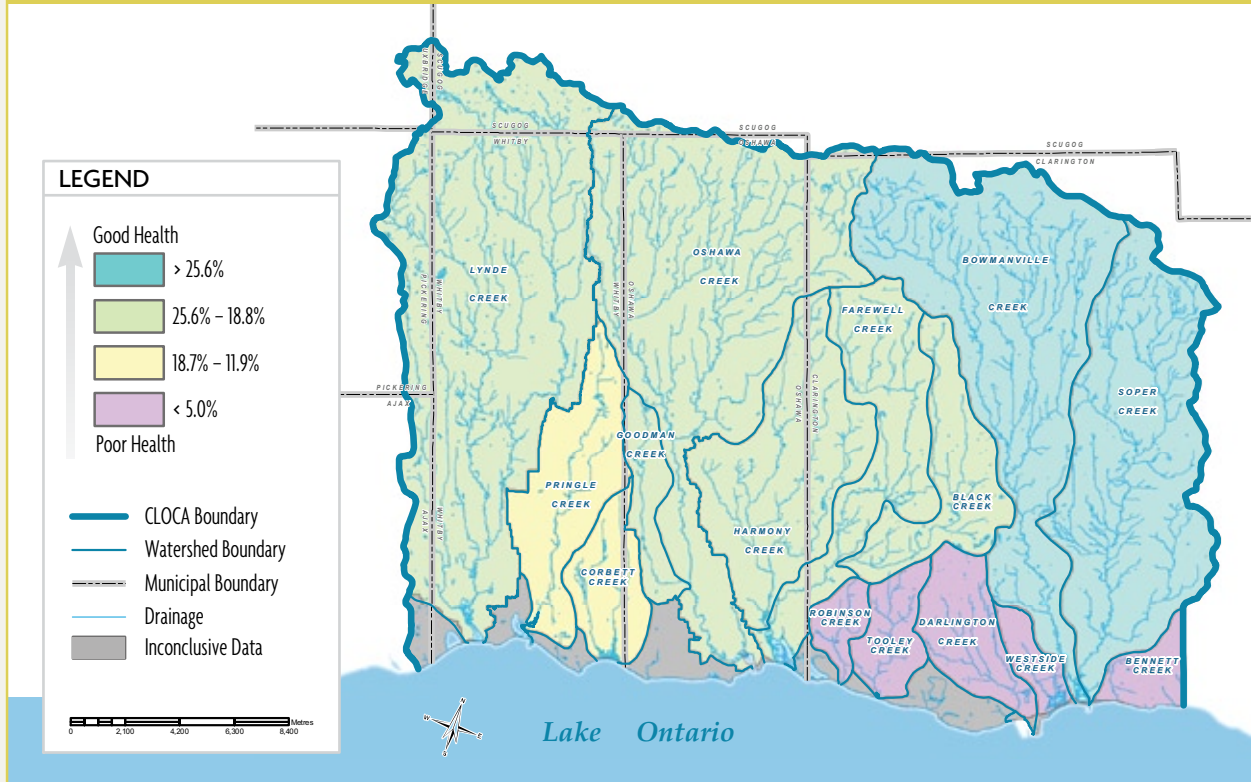 LEGEND
Good Health
> 25.6%
25.6% – 18.8%
18.7% – 11.9%
< 5.0%
Poor Health
CLOCA Boundary
Watershed Boundary
Municipal Boundary
Drainage
Inconclusive Data
Metres
0 2,100 4,200 6,300 8,400
UXBRIDGE
SCUGOG
SCUGOG
WHITBY
SCUGOG
OSHAWA
SCUGOG
CLARINGTON
PICKERING
WHITBY
WHITBY
OSHAWA
OSHAWA
CLARINGTON
PICKERING
AJAX
AJAX
WHITBY
LYNDE
CREEK
OSHAWA
CREEK
BOWMANVILLE
CREEK
FAREWELL
CREEK
SOPER
CREEK
GOODMAN
CREEK
PRINGLE
CREEK
BLACK
CREEK
HARMONY
CREEK
CORBETT
CREEK
ROBINSON
CREEK
TOOLEY
CREEK
DARLINGTON
CREEK
WESTSIDE
CREEK
BENNETT
CREEK
N
W
E
S
Lake Ontario